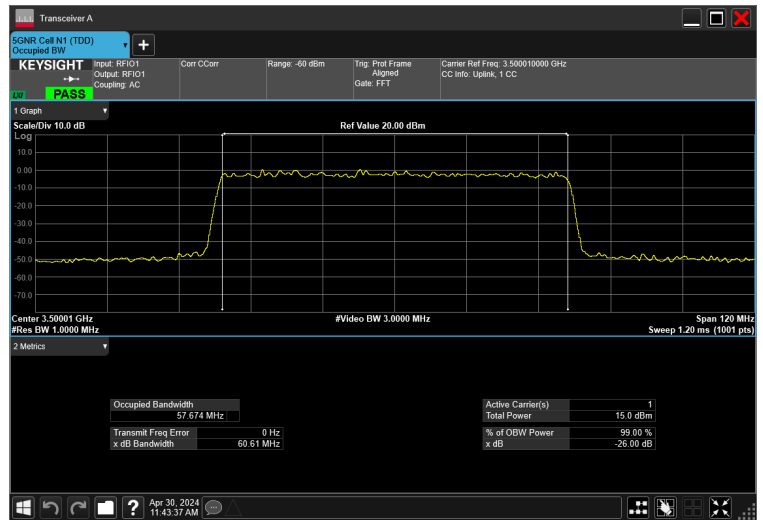 Transceiver A
5GNR Cell N1 (TDD)
Occupied BW
KEYSIGHT
LXI
PASS
Input: RFIO1
Output: RFIO1
Coupling: AC
Corr CCorr
Range: -60 dBm
Trig: Prot Frame
Aligned
Gate: FFT
Carrier Ref Freq: 3.500010000 GHz
CC Info: Uplink, 1 CC
1 Graph
Scale/Div 10.0 dB
Ref Value 20.00 dBm
Log
10.0
0.00
-10.0
-20.0
-30.0
-40.0
-50.0
-60.0
-70.0
Center 3.50001 GHz
#Video BW 3.0000 MHz
Span 120 MHz
#Res BW 1.0000 MHz
Sweep 1.20 ms (1001 pts)
2 Metrics
Occupied Bandwidth
57.674 MHz
Transmit Freq Error 0 Hz
x dB Bandwidth 60.61 MHz
Active Carrier(s) 1
Total Power 15.0 dBm
% of OBW Power 99.00 %
x dB -26.00 dB
Apr 30, 2024
11:43:37 AM